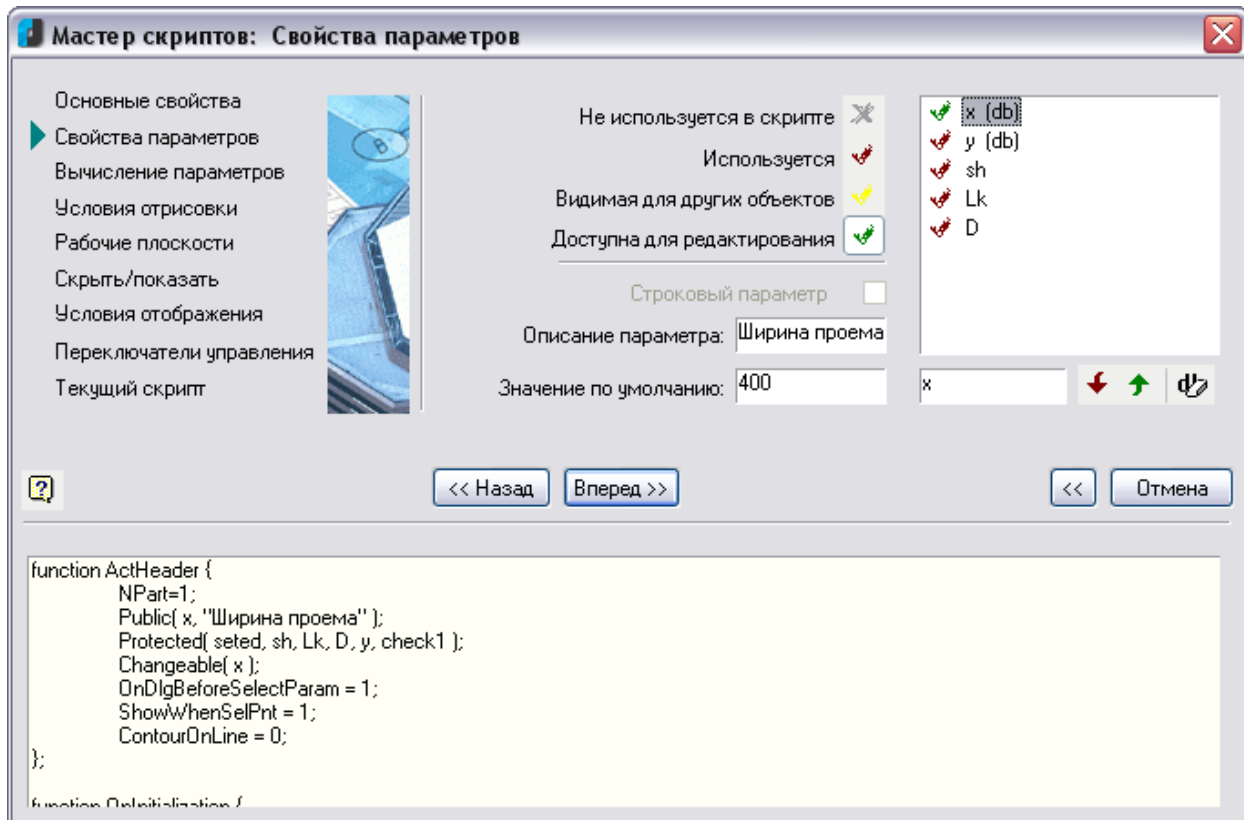 Мастер скриптов: Свойства параметров
Основные свойства
Свойства параметров
Вычисление параметров
Условия отрисовки
Рабочие плоскости
Скрыть/показать
Условия отображения
Переключатели управления
Текущий скрипт
Не используется в скрипте
Используется
Видимая для других объектов
Доступна для редактирования
Строковый параметр
Описание параметра: Ширина проема
Значение по умолчанию: 400
x (db)
y (db)
sh
Lk
D
x
<< Назад
Вперед >>
<<
Отмена
function ActHeader {
NPart=1;
Public( x, "Ширина проема" );
Protected( seted, sh, Lk, D, y, check1 );
Changeable( x );
OnDlgBeforeSelectParam = 1;
ShowWhenSelPnt = 1;
ContourOnLine = 0;
};
function OnInitialization {